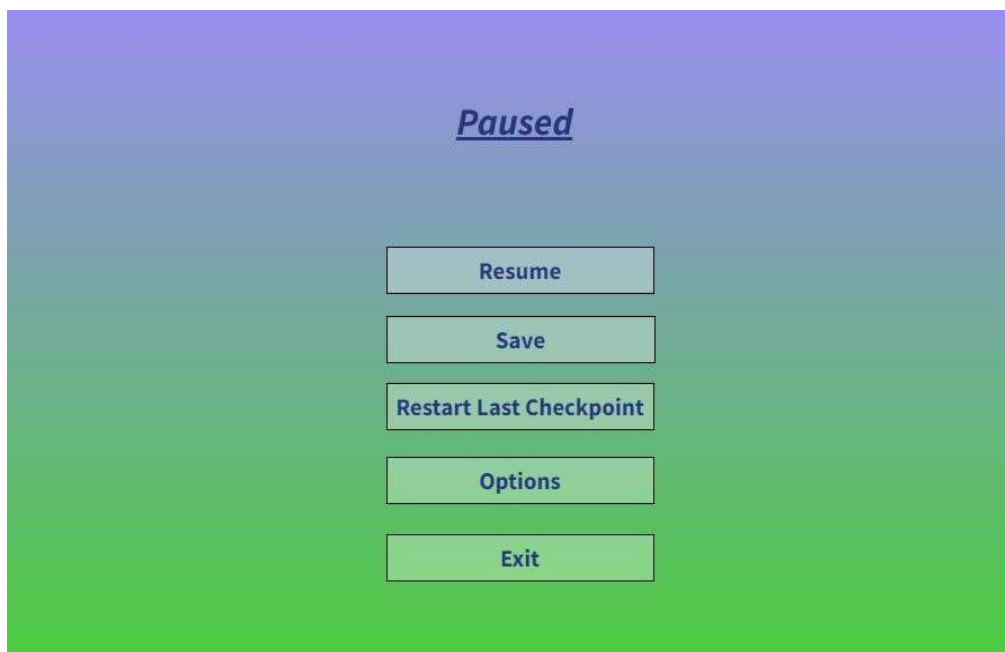 Paused
Resume
Save
Restart Last Checkpoint
Options
Exit